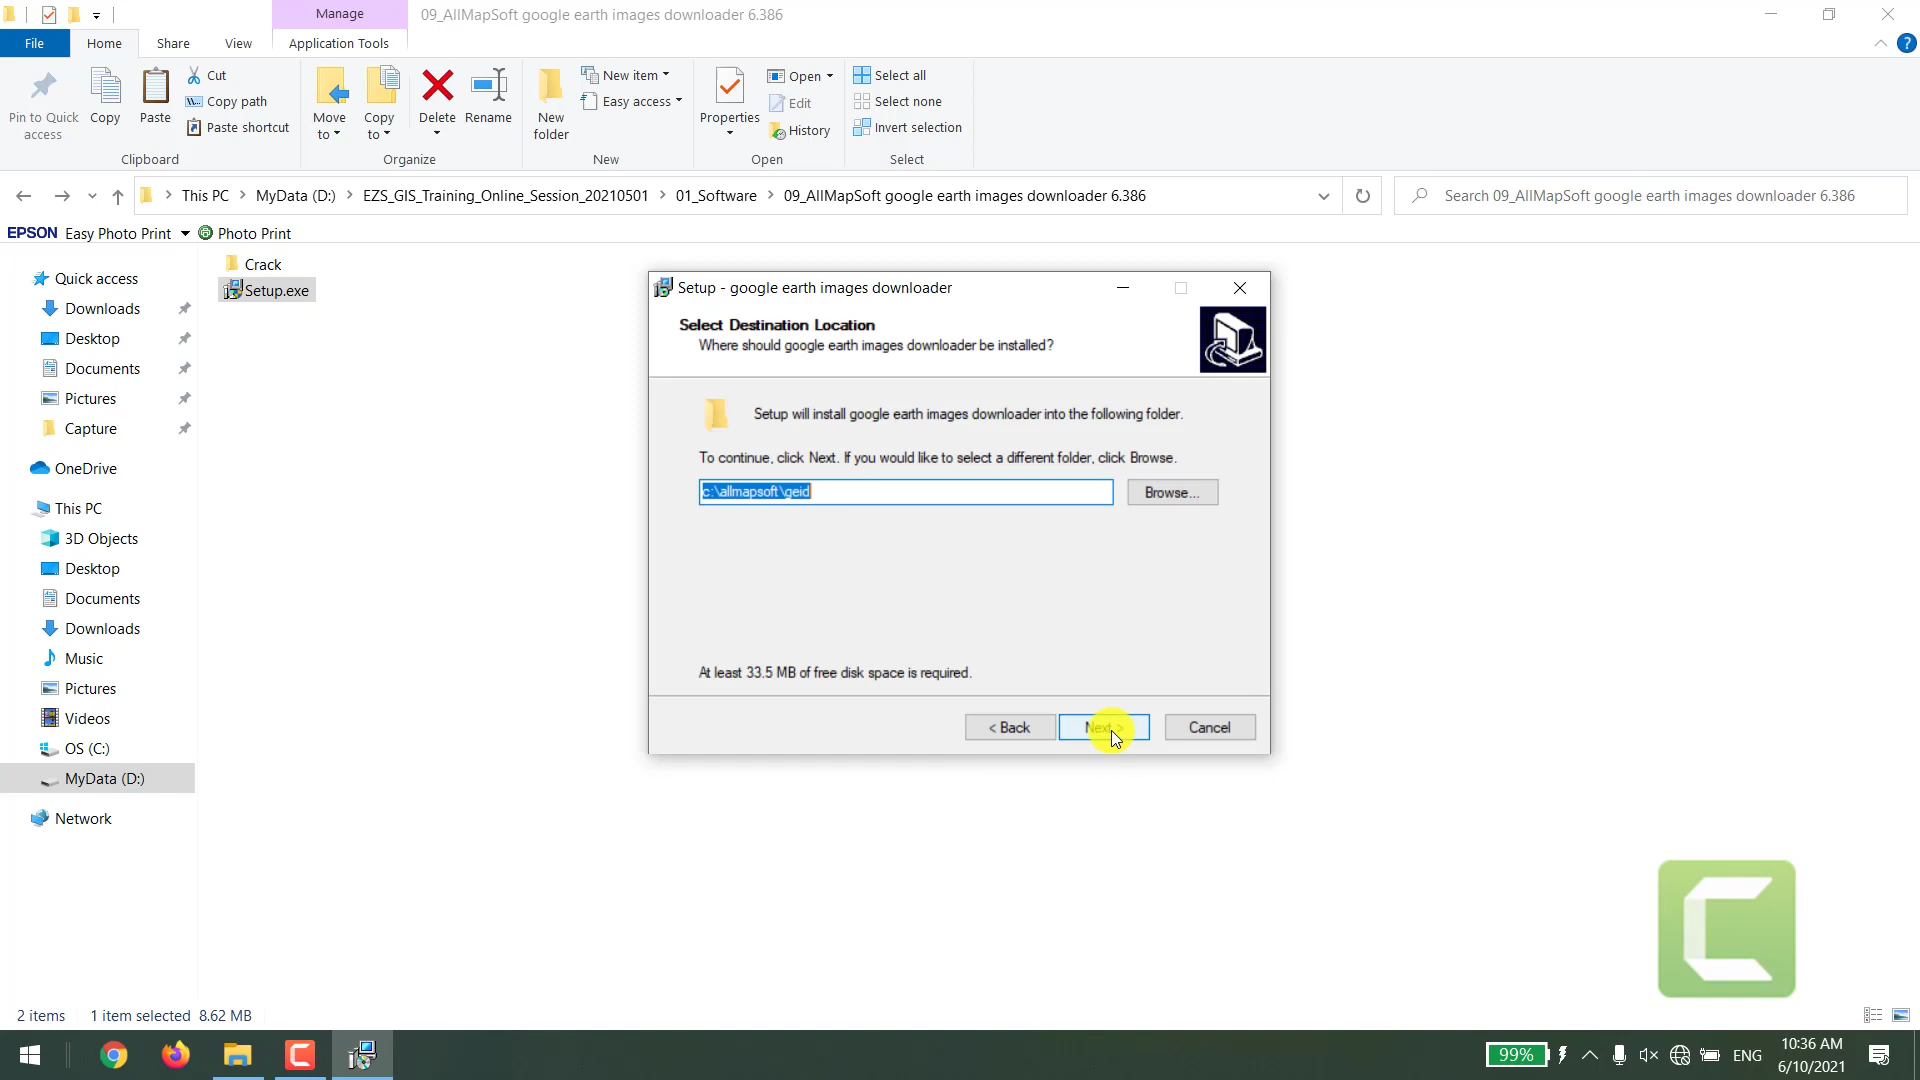 Manage
09_AllMapSoft google earth images downloader 6.386
File
Home
Share
View
Application Tools
?
Pin to Quick access
Copy
Paste
Cut
Copy path
Paste shortcut
Clipboard
Move to
Copy to
Delete
Rename
Organize
New folder
New item
Easy access
New
Properties
Open
Edit
History
Open
Select all
Select none
Invert selection
Select
This PC
MyData (D:)
EZS_GIS_Training_Online_Session_20210501
01_Software
09_AllMapSoft google earth images downloader 6.386
Search 09_AllMapSoft google earth images downloader 6.386
EPSON Easy Photo Print
Photo Print
Quick access
Downloads
Desktop
Documents
Pictures
Capture
OneDrive
This PC
3D Objects
Desktop
Documents
Downloads
Music
Pictures
Videos
OS (C:)
MyData (D:)
Network
Crack
Setup.exe
Setup - google earth images downloader
Select Destination Location
Where should google earth images downloader be installed?
Setup will install google earth images downloader into the following folder.
To continue, click Next. If you would like to select a different folder, click Browse.
c:\allmapsoft\geid
Browse...
At least 33.5 MB of free disk space is required.
< Back
Next >
Cancel
2 items
1 item selected 8.62 MB
99%
ENG
10:36 AM
6/10/2021